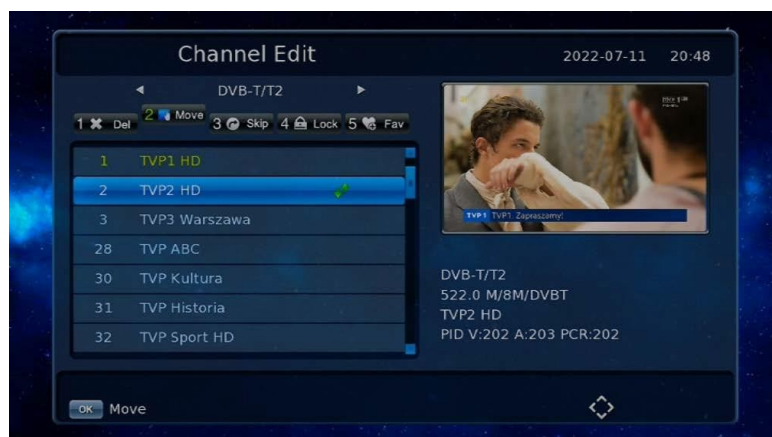 Channel Edit
2022-07-11 20:48
DVB-T/T2
1 Del 2 Move 3 Skip 4 Lock 5 Fav
1 TVP1 HD
2 TVP2 HD
3 TVP3 Warszawa
28 TVP ABC
30 TVP Kultura
31 TVP Historia
32 TVP Sport HD
TVP1 TVP1. Zapraszamy!
DVB-T/T2
522.0 M/8M/DVBT
TVP2 HD
PID V:202 A:203 PCR:202
OK Move